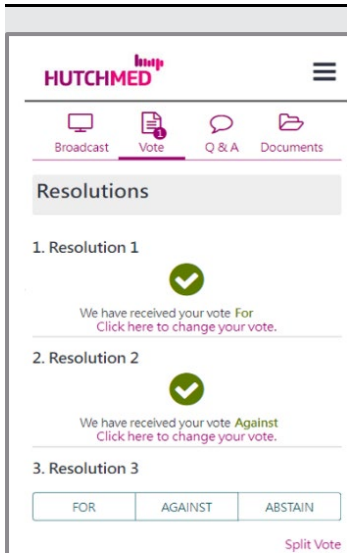 HUTCHMED
1
Broadcast Vote Q & A Documents
Resolutions
1. Resolution 1
We have received your vote For
Click here to change your vote.
2. Resolution 2
We have received your vote Against
Click here to change your vote.
3. Resolution 3
FOR AGAINST ABSTAIN
Split Vote